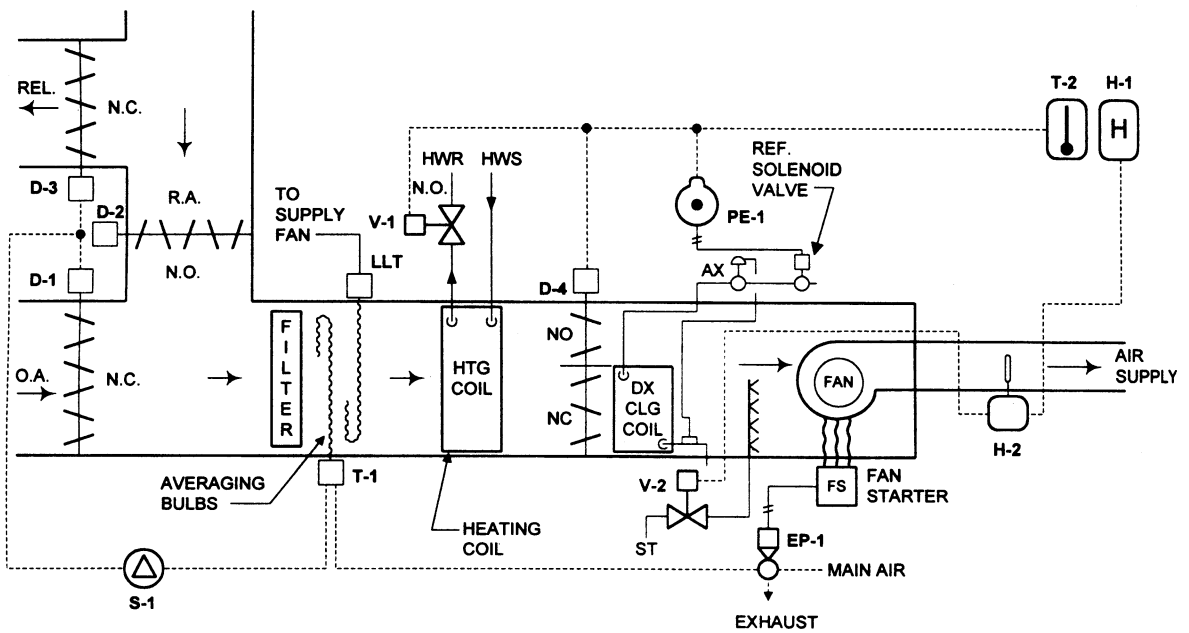 REL.
N.C.
D-3
D-2
R.A.
N.O.
D-1
O.A.
N.C.
TO
SUPPLY
FAN
LLT
FILTER
AVERAGING
BULBS
T-1
S-1
HWR
HWS
N.O.
V-1
HTG
COIL
HEATING
COIL
D-4
NO
NC
DX
CLG
COIL
REF.
SOLENOID
VALVE
PE-1
AX
T-2
H-1
H
FAN
AIR
SUPPLY
H-2
V-2
ST
FS
FAN
STARTER
EP-1
MAIN AIR
EXHAUST